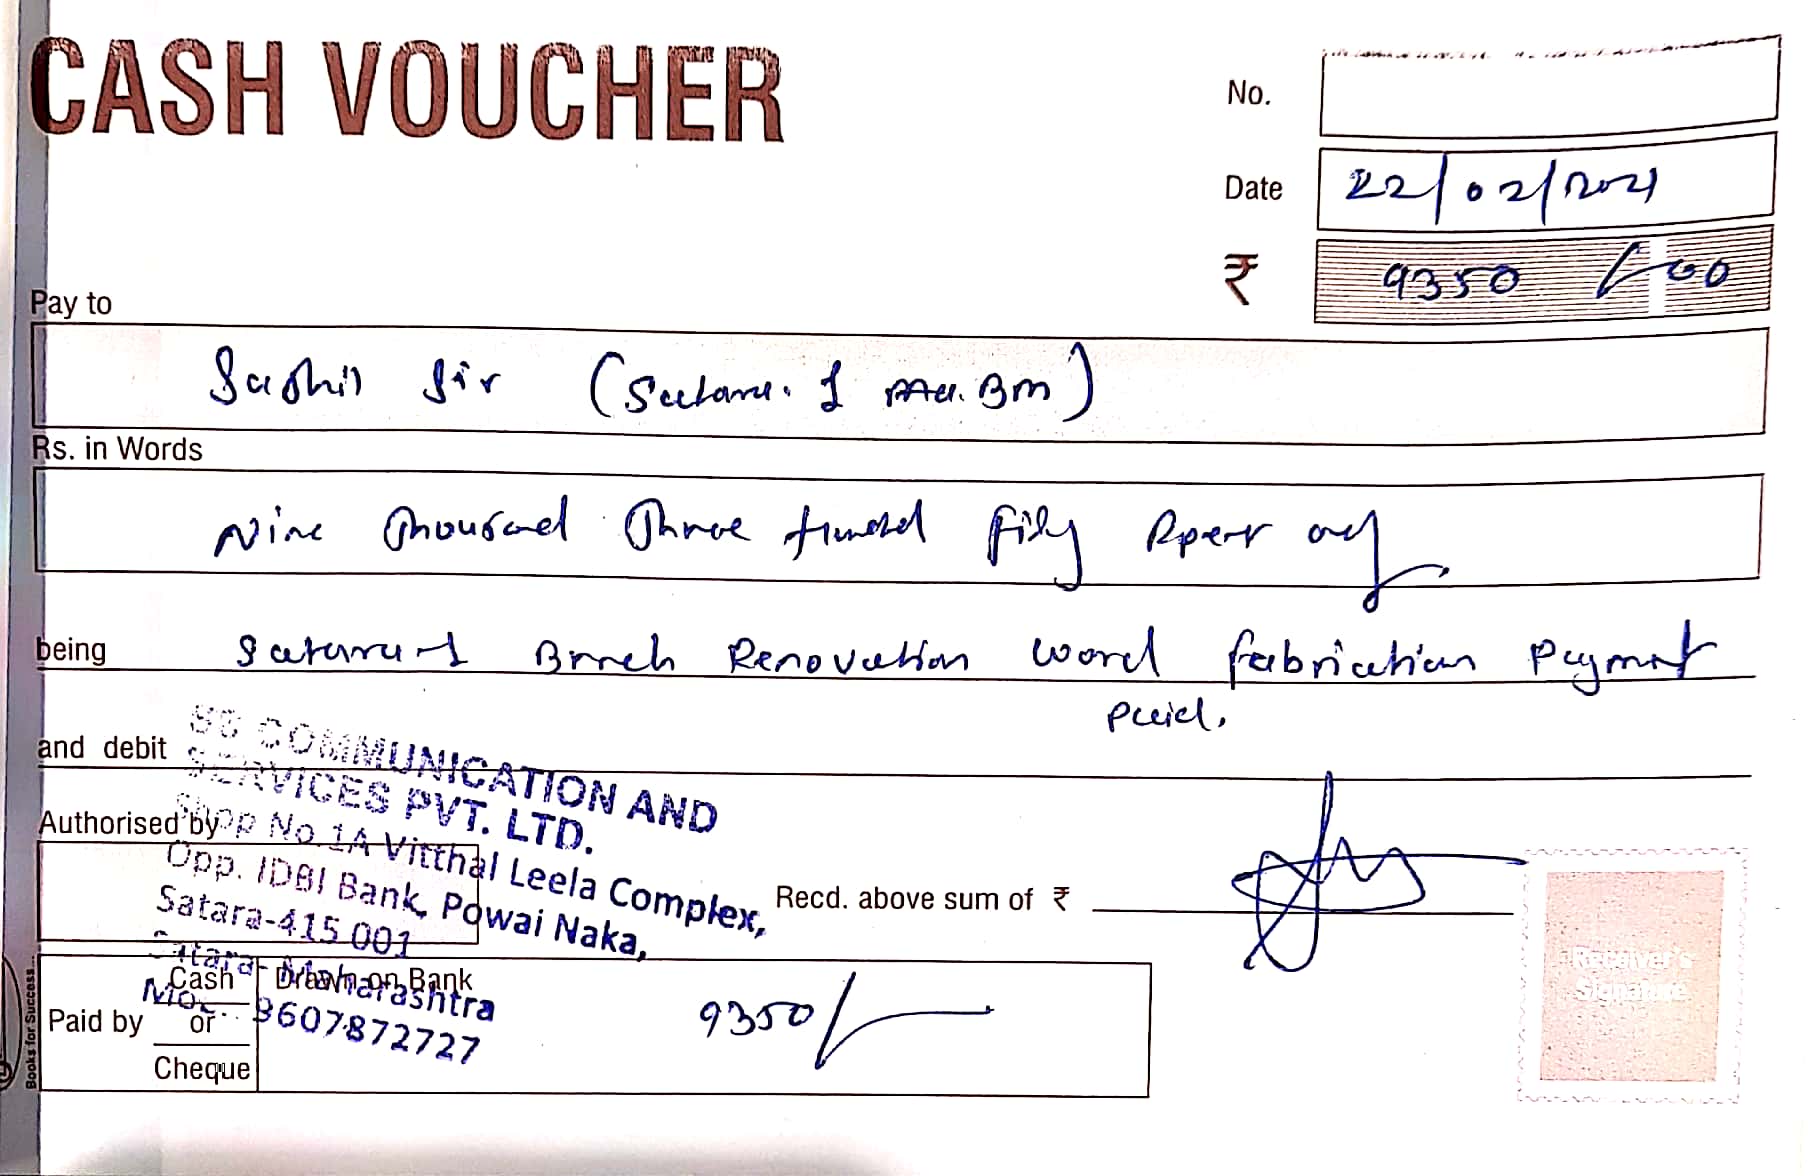 CASH VOUCHER
No.
Date 22/02/2021
₹ 9350/00
Pay to
Sushil Sir (Satara. 1 BM)
Rs. in Words
Nine Thousand Three Hundred Fifty Rpees only
being Satara-1 Branch Renovation word fabrication Payment
Paid.
and debit
SS COMMUNICATION AND
SERVICES PVT. LTD.
Authorised by
Shop No.1A Vitthal Leela Complex,
Opp. IDBI Bank, Powai Naka,
Satara-415 001
Satara- Maharashtra
Mo.: 9607872727
Recd. above sum of ₹
Receiver's
Signature
Paid by Cash or Cheque
Drawn on Bank
9350/-
Books for Success...